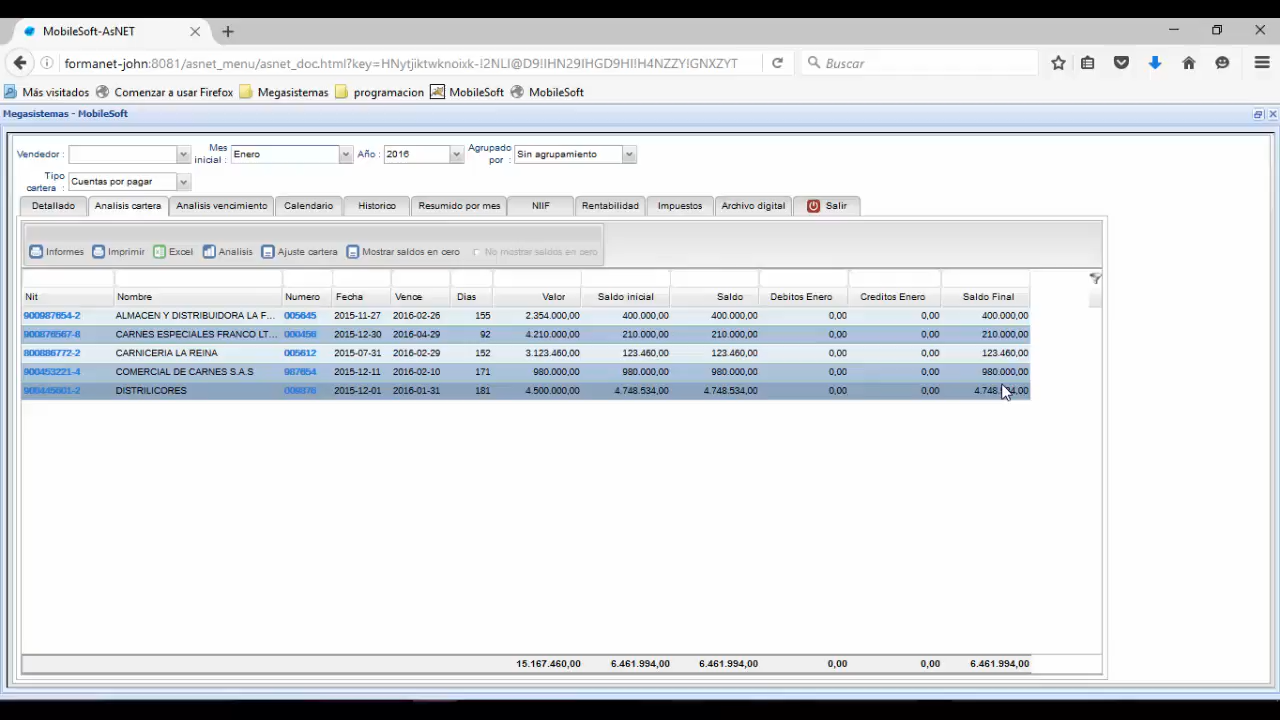 MobileSoft-AsNET
formanet-john:8081/asnet_menu/asnet_doc.html?key=HNytjiktwknoixk-I2NLI@D9IIHN29IHGD9HIIH4NZZYIGNXZYT
Buscar
Más visitados Comenzar a usar Firefox Megasistemas programacion MobileSoft MobileSoft
Megasistemas - MobileSoft
Vendedor : Mes inicial : Enero Año : 2016 Agrupado por : Sin agrupamiento
Tipo cartera : Cuentas por pagar
Detallado Analisis cartera Analisis vencimiento Calendario Historico Resumido por mes NIIF Rentabilidad Impuestos Archivo digital Salir
Informes Imprimir Excel Analisis Ajuste cartera Mostrar saldos en cero No mostrar saldos en cero
Nit Nombre Numero Fecha Vence Dias Valor Saldo inicial Saldo Debitos Enero Creditos Enero Saldo Final
900987654-2 ALMACEN Y DISTRIBUIDORA LA F... 005645 2015-11-27 2016-02-26 155 2.354.000,00 400.000,00 400.000,00 0,00 0,00 400.000,00
900876567-8 CARNES ESPECIALES FRANCO LT... 000456 2015-12-30 2016-04-29 92 4.210.000,00 210.000,00 210.000,00 0,00 0,00 210.000,00
800886772-2 CARNICERIA LA REINA 005612 2015-07-31 2016-02-29 152 3.123.460,00 123.460,00 123.460,00 0,00 0,00 123.460,00
900453221-4 COMERCIAL DE CARNES S.A.S 987654 2015-12-11 2016-02-10 171 980.000,00 980.000,00 980.000,00 0,00 0,00 980.000,00
DISTRILICORES 2015-12-01 2016-01-31 181 4.500.000,00 4.748.534,00 4.748.534,00 0,00 0,00
15.167.460,00 6.461.994,00 6.461.994,00 0,00 0,00 6.461.994,00